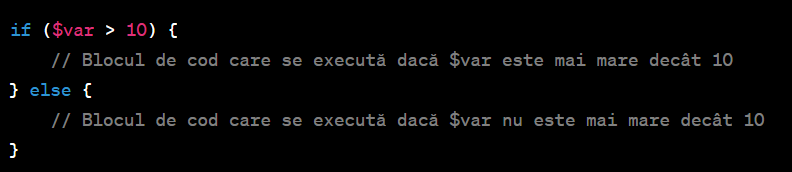 if ($var > 10) {
    // Blocul de cod care se execută dacă $var este mai mare decât 10
} else {
    // Blocul de cod care se execută dacă $var nu este mai mare decât 10
}